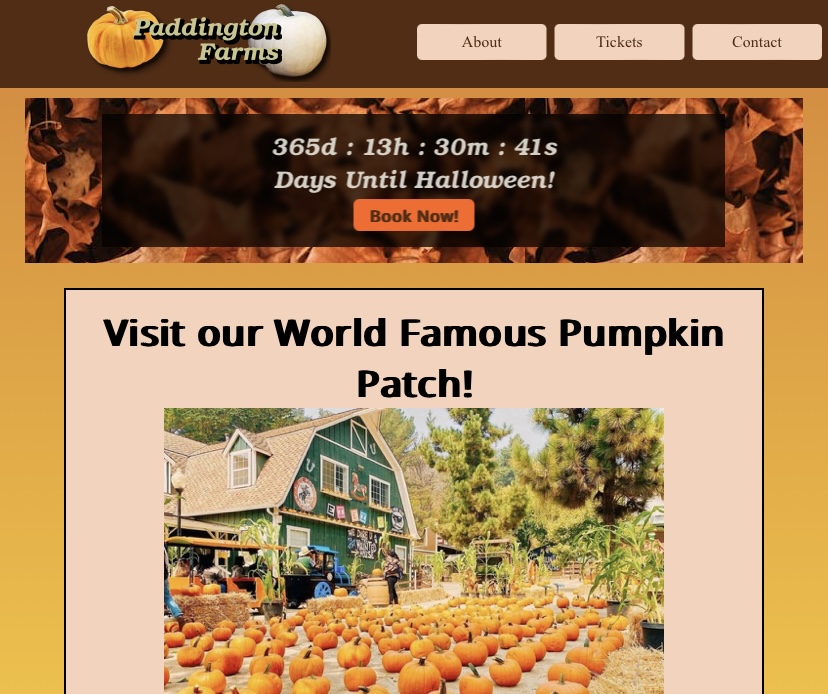 Paddington
Farms
About
Tickets
Contact
365d : 13h : 30m : 41s
Days Until Halloween!
Book Now!
Visit our World Famous Pumpkin
Patch!